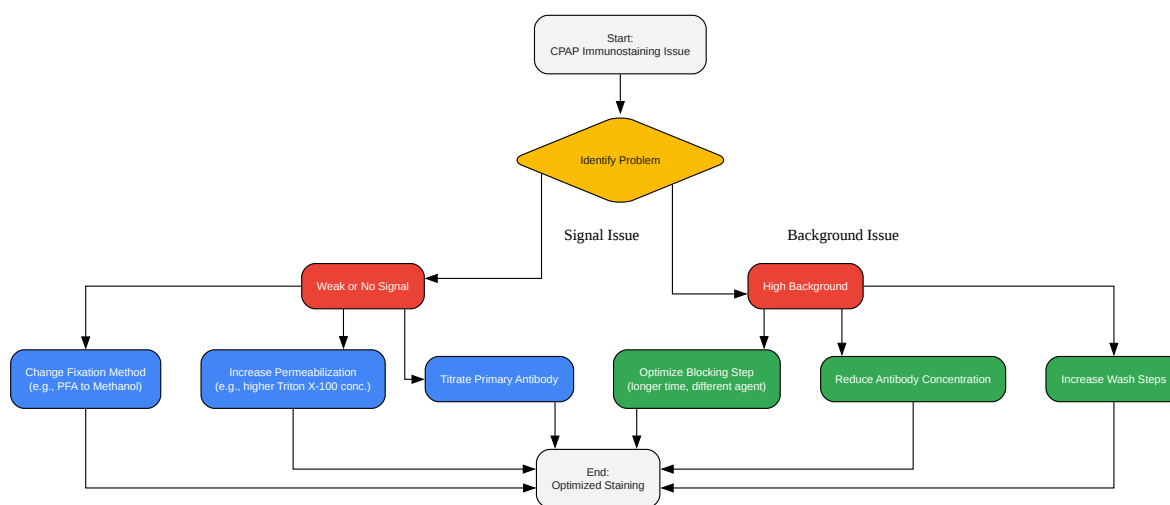 Start:
CPAP Immunostaining Issue
Identify Problem
Signal Issue
Background Issue
Weak or No Signal
High Background
Change Fixation Method
(e.g., PFA to Methanol)
Increase Permeabilization
(e.g., higher Triton X-100 conc.)
Titrate Primary Antibody
Optimize Blocking Step
(longer time, different agent)
Reduce Antibody Concentration
Increase Wash Steps
End:
Optimized Staining